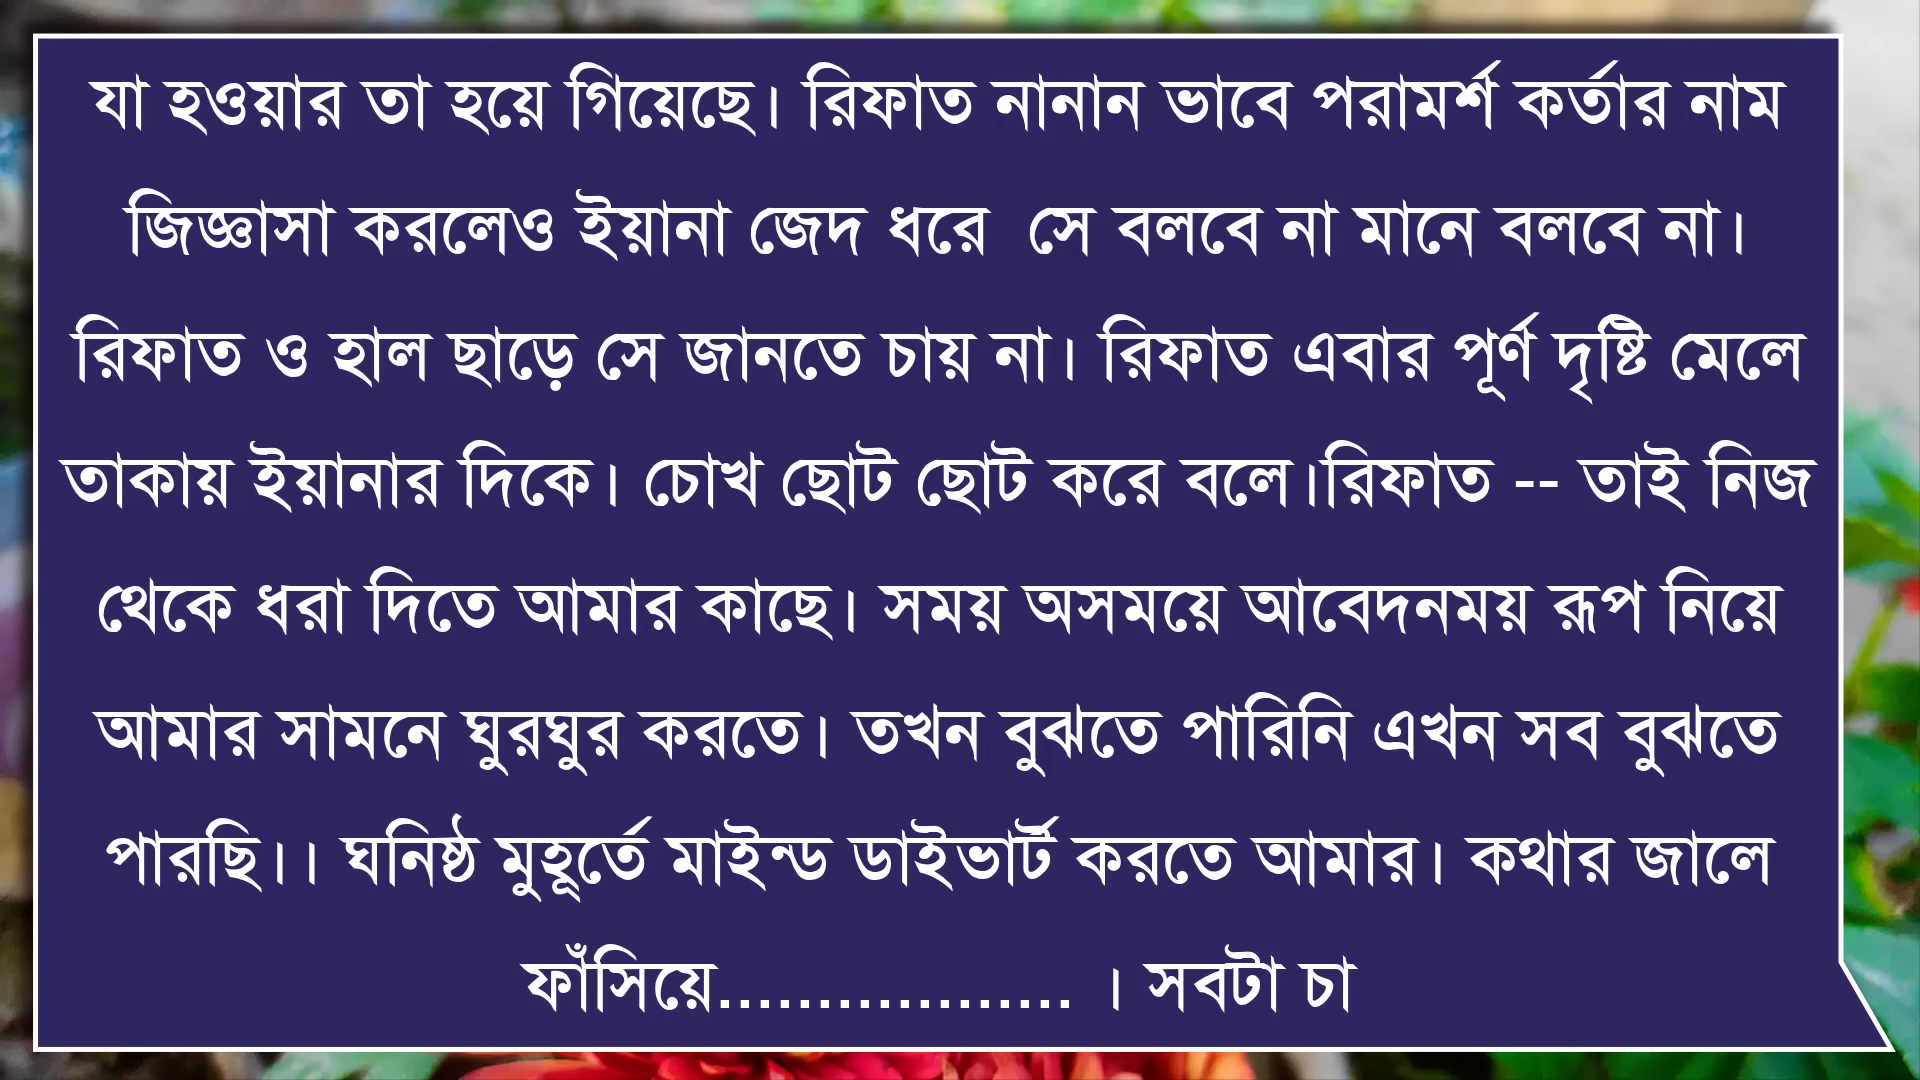 যা হওয়ার তা হয়ে গিয়েছে। রিফাত নানান ভাবে পরামর্শ কর্তার নাম
জিজ্ঞাসা করলেও ইয়ানা জেদ ধরে  সে বলবে না মানে বলবে না।
রিফাত ও হাল ছাড়ে সে জানতে চায় না। রিফাত এবার পূর্ণ দৃষ্টি মেলে
তাকায় ইয়ানার দিকে। চোখ ছোট ছোট করে বলে।রিফাত -- তাই নিজ
থেকে ধরা দিতে আমার কাছে। সময় অসময়ে আবেদনময় রূপ নিয়ে
আমার সামনে ঘুরঘুর করতে। তখন বুঝতে পারিনি এখন সব বুঝতে
পারছি।। ঘনিষ্ঠ মুহূর্তে মাইন্ড ডাইভার্ট করতে আমার। কথার জালে
ফাঁসিয়ে.................. । সবটা চা